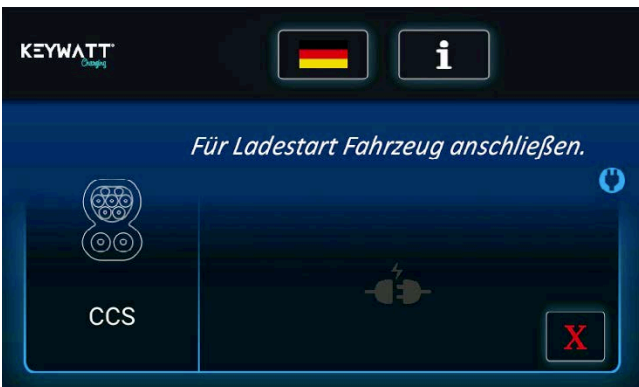 KEYWATT
Charging
i
Für Ladestart Fahrzeug anschließen.
CCS
X